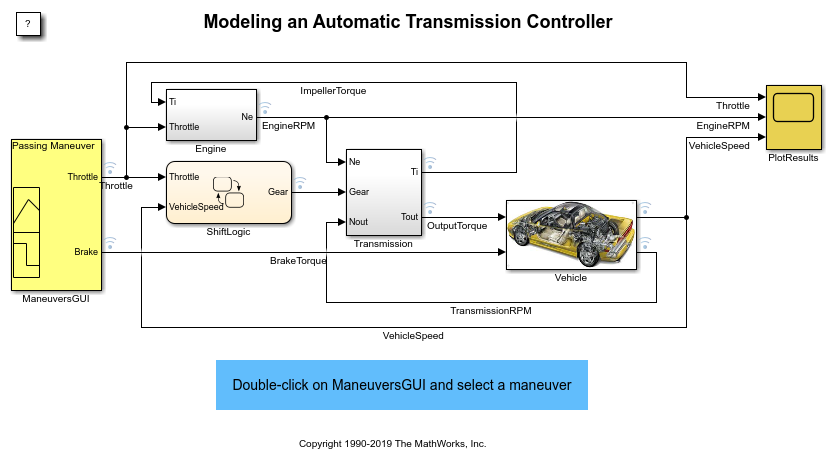 ?
Modeling an Automatic Transmission Controller
ImpellerTorque
Ti
Throttle
Ne
Engine
EngineRPM
Throttle
EngineRPM
VehicleSpeed
PlotResults
Passing Maneuver
Throttle
Brake
ManeuversGUI
Throttle
Throttle
VehicleSpeed
Gear
ShiftLogic
Ne
Gear
Nout
Ti
Tout
Transmission
OutputTorque
BrakeTorque
Vehicle
TransmissionRPM
VehicleSpeed
Double-click on ManeuversGUI and select a maneuver
Copyright 1990-2019 The MathWorks, Inc.